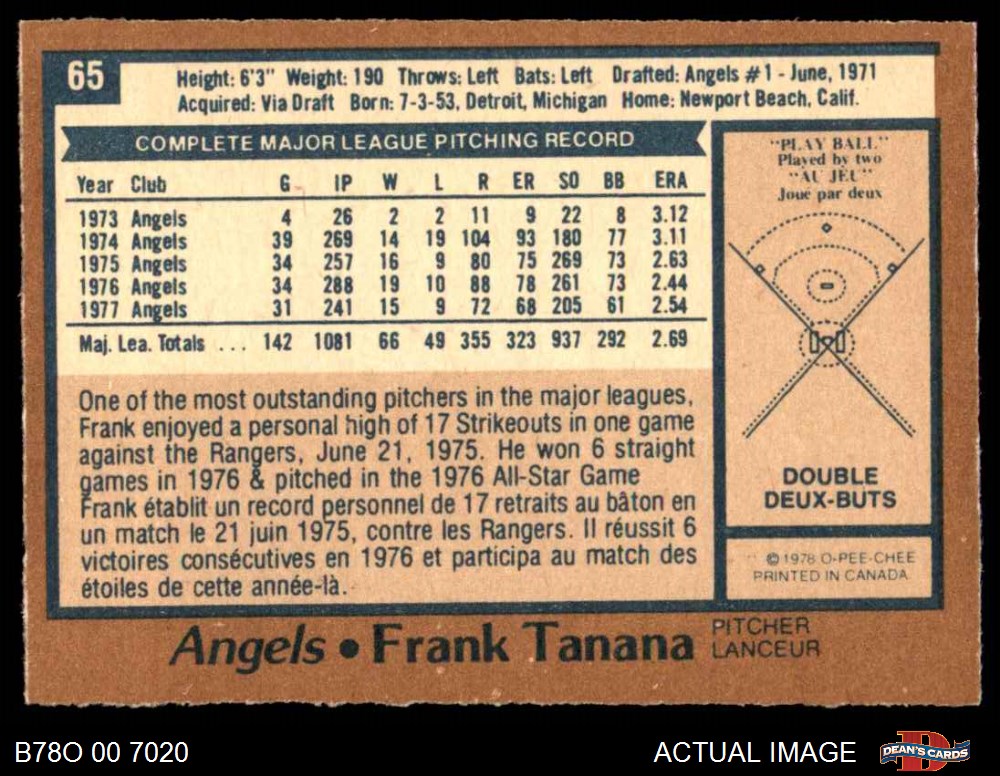 65
Height: 6'3" Weight: 190 Throws: Left Bats: Left Drafted: Angels #1 - June, 1971
Acquired: Via Draft Born: 7-3-53, Detroit, Michigan Home: Newport Beach, Calif.
COMPLETE MAJOR LEAGUE PITCHING RECORD
Year Club G IP W L R ER SO BB ERA
1973 Angels 4 26 2 2 11 9 22 8 3.12
1974 Angels 39 269 14 19 104 93 180 77 3.11
1975 Angels 34 257 16 9 80 75 269 73 2.63
1976 Angels 34 288 19 10 88 78 261 73 2.44
1977 Angels 31 241 15 9 72 68 205 61 2.54
Maj. Lea. Totals ... 142 1081 66 49 355 323 937 292 2.69
One of the most outstanding pitchers in the major leagues,
Frank enjoyed a personal high of 17 Strikeouts in one game
against the Rangers, June 21, 1975. He won 6 straight
games in 1976 & pitched in the 1976 All-Star Game
Frank établit un record personnel de 17 retraits au bâton en
un match le 21 juin 1975, contre les Rangers. Il réussit 6
victoires consécutives en 1976 et participa au match des
étoiles de cette année-là.
"PLAY BALL"
Played by two
"AU JEU"
Joue par deux
DOUBLE
DEUX-BUTS
© 1978 O-PEE-CHEE
PRINTED IN CANADA
Angels • Frank Tanana
PITCHER
LANCEUR
B78O 00 7020
ACTUAL IMAGE
DEAN'S CARDS